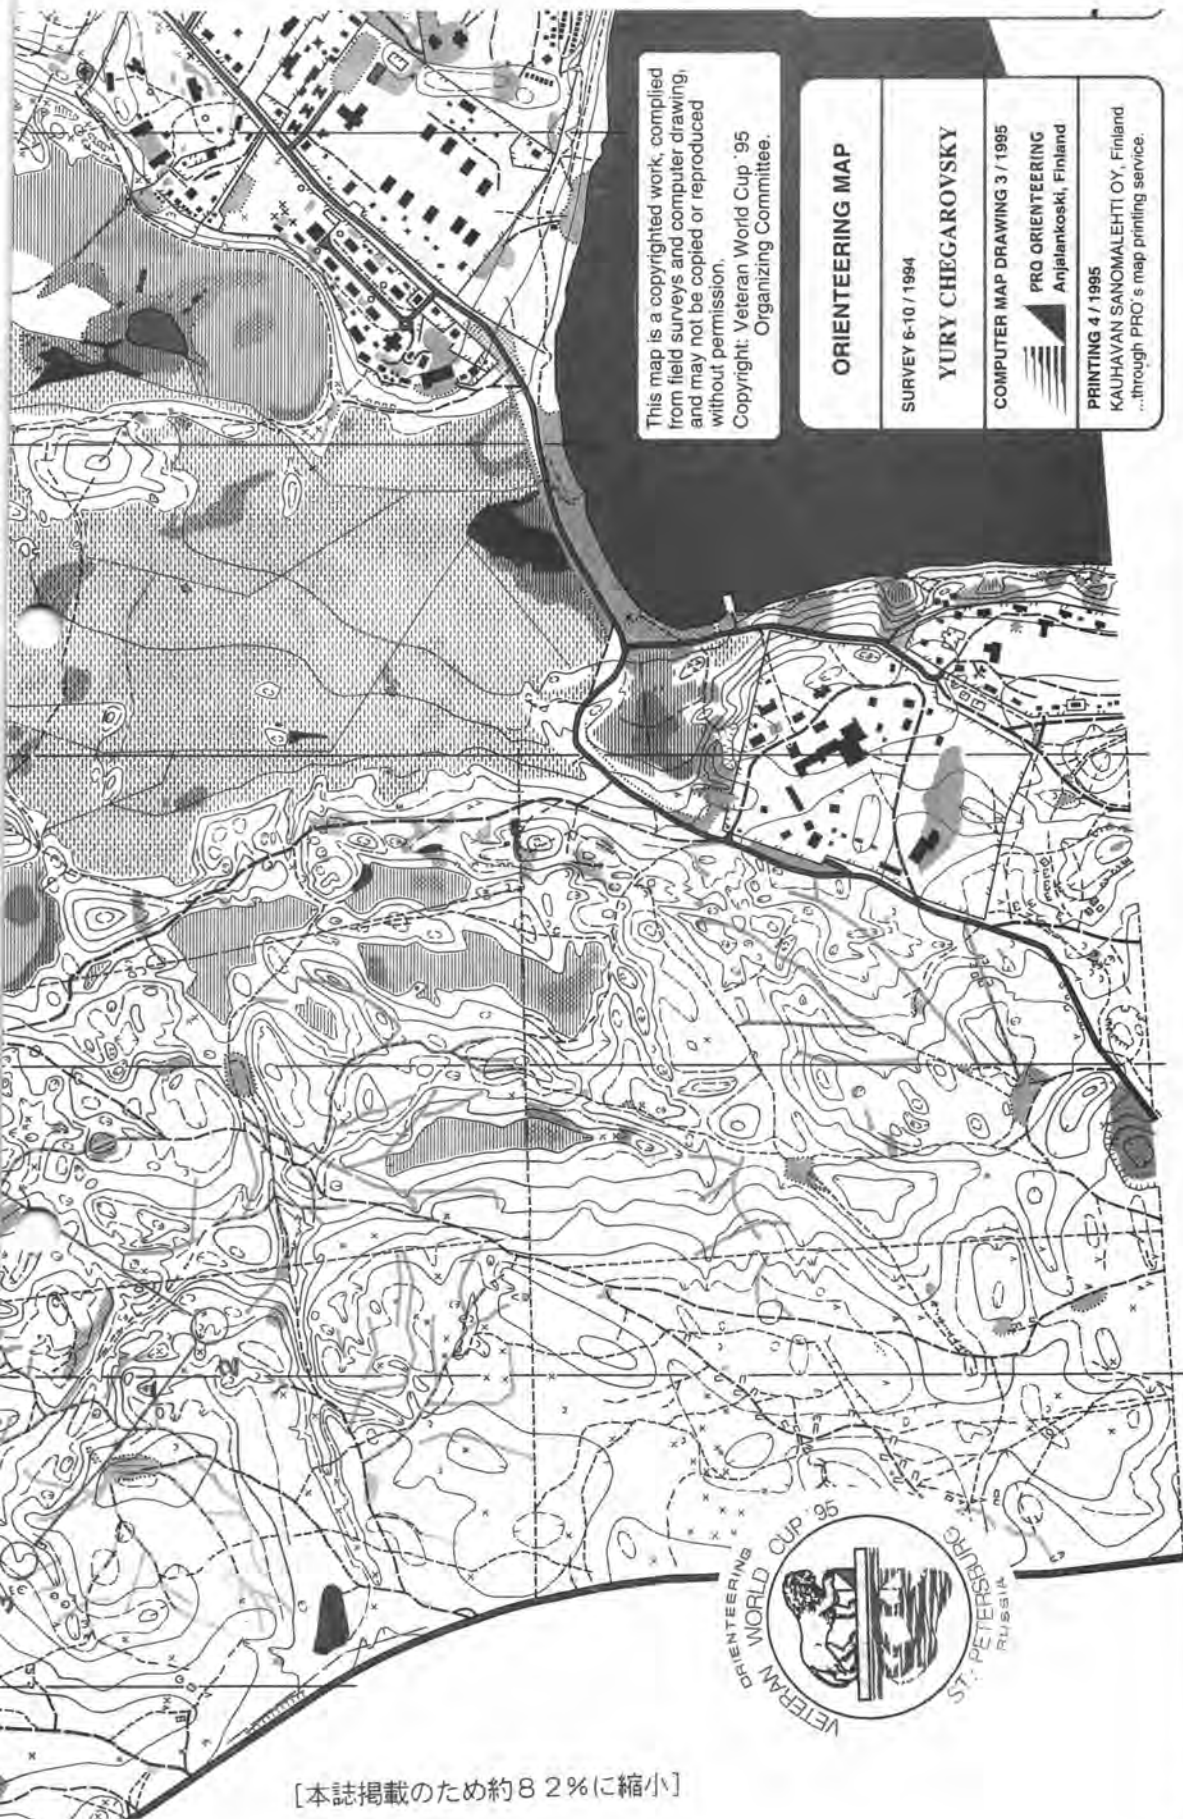 This map is a copyrighted work, complied
from field surveys and computer drawing,
and may not be copied or reproduced
without permission.
Copyright: Veteran World Cup '95
Organizing Committee.
ORIENTEERING MAP
SURVEY 6-10 / 1994
YURY CHEGAROVSKY
COMPUTER MAP DRAWING 3 / 1995
PRO ORIENTEERING
Anjalankoski, Finland
PRINTING 4 / 1995
KAUHAVAN SANOMALEHTI OY, Finland
...through PRO's map printing service.
ORIENTEERING
VETERAN WORLD CUP '95
ST. PETERSBURG
RUSSIA
[本誌掲載のため約82%に縮小]